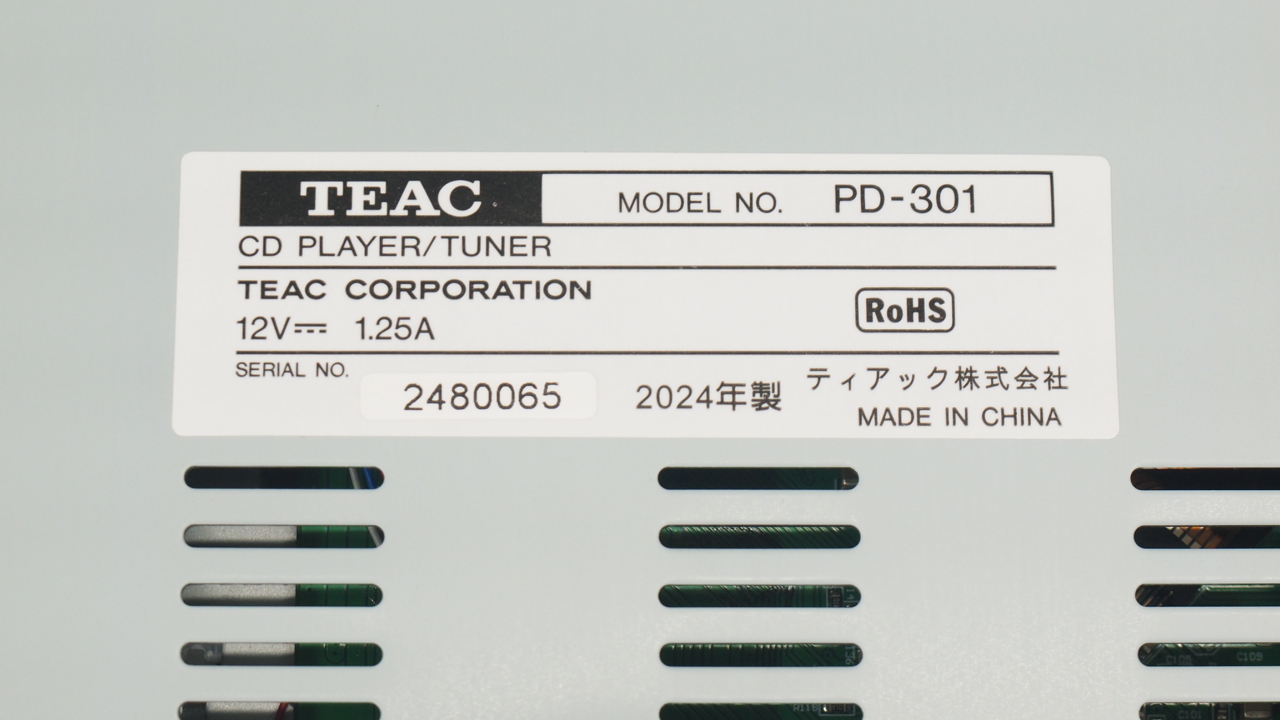 TEAC MODEL NO. PD-301
CD PLAYER/TUNER
TEAC CORPORATION
RoHS
12V⎓ 1.25A
SERIAL NO. 2480065 2024年製 ティアック株式会社
MADE IN CHINA
C109